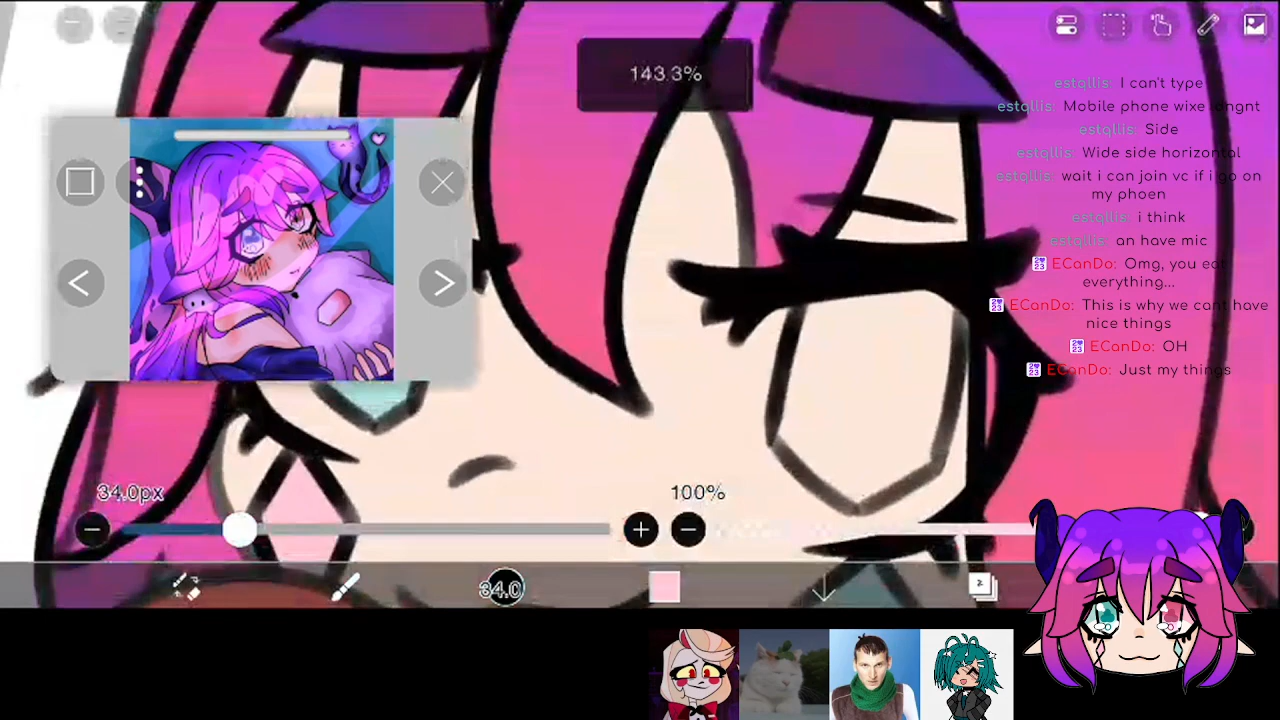 143.3%
estqllis: I can't type
estqllis: Mobile phone wixe dngnt
estqllis: Side
estqllis: Wide side horizontal
estqllis: wait i can join vc if i go on
my phoen
estqllis: i think
estqllis: an have mic
ECanDo: Omg, you eat
everything...
ECanDo: This is why we cant have
nice things
ECanDo: OH
ECanDo: Just my things
34.0px
100%
34.0
2